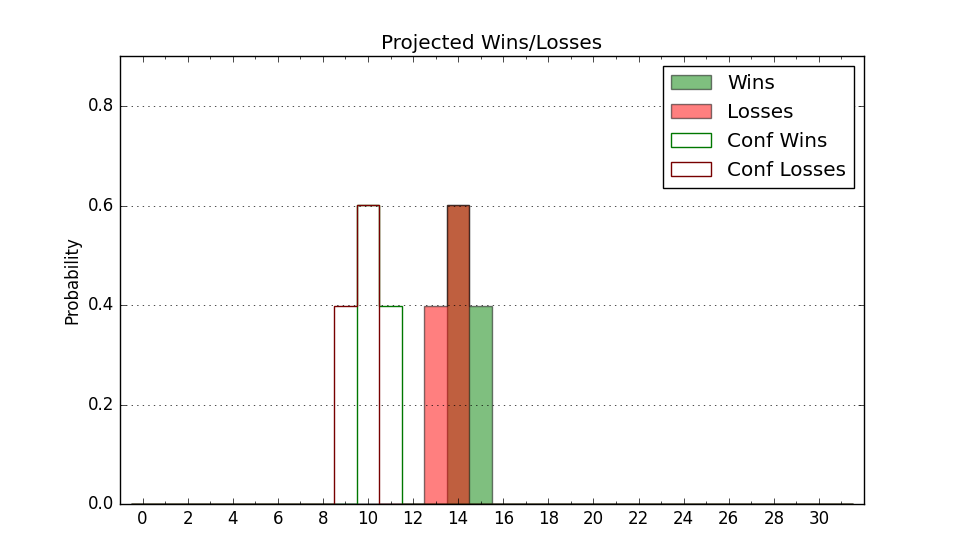 Projected Wins/Losses
Wins
Losses
Conf Wins
Conf Losses
Probability
0.8
0.6
0.4
0.2
0.0
0 2 4 6 8 10 12 14 16 18 20 22 24 26 28 30